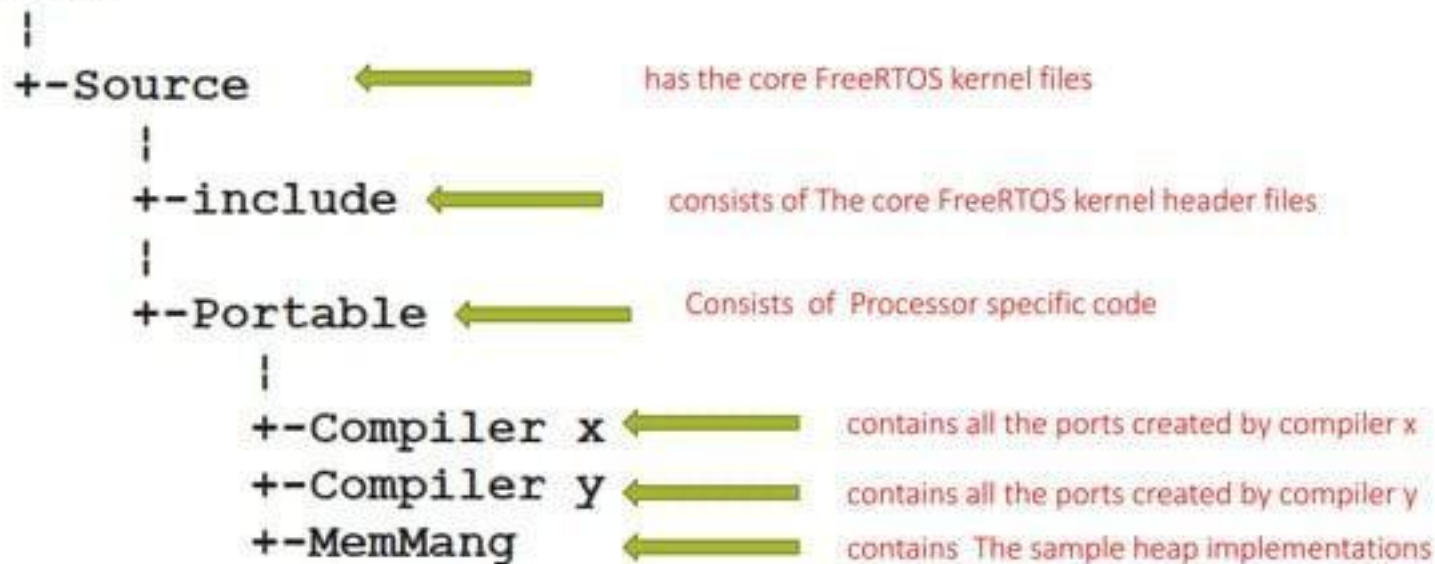 +-Source has the core FreeRTOS kernel files
+-include consists of The core FreeRTOS kernel header files
+-Portable Consists of Processor specific code
+-Compiler x contains all the ports created by compiler x
+-Compiler y contains all the ports created by compiler y
+-MemMang contains The sample heap implementations